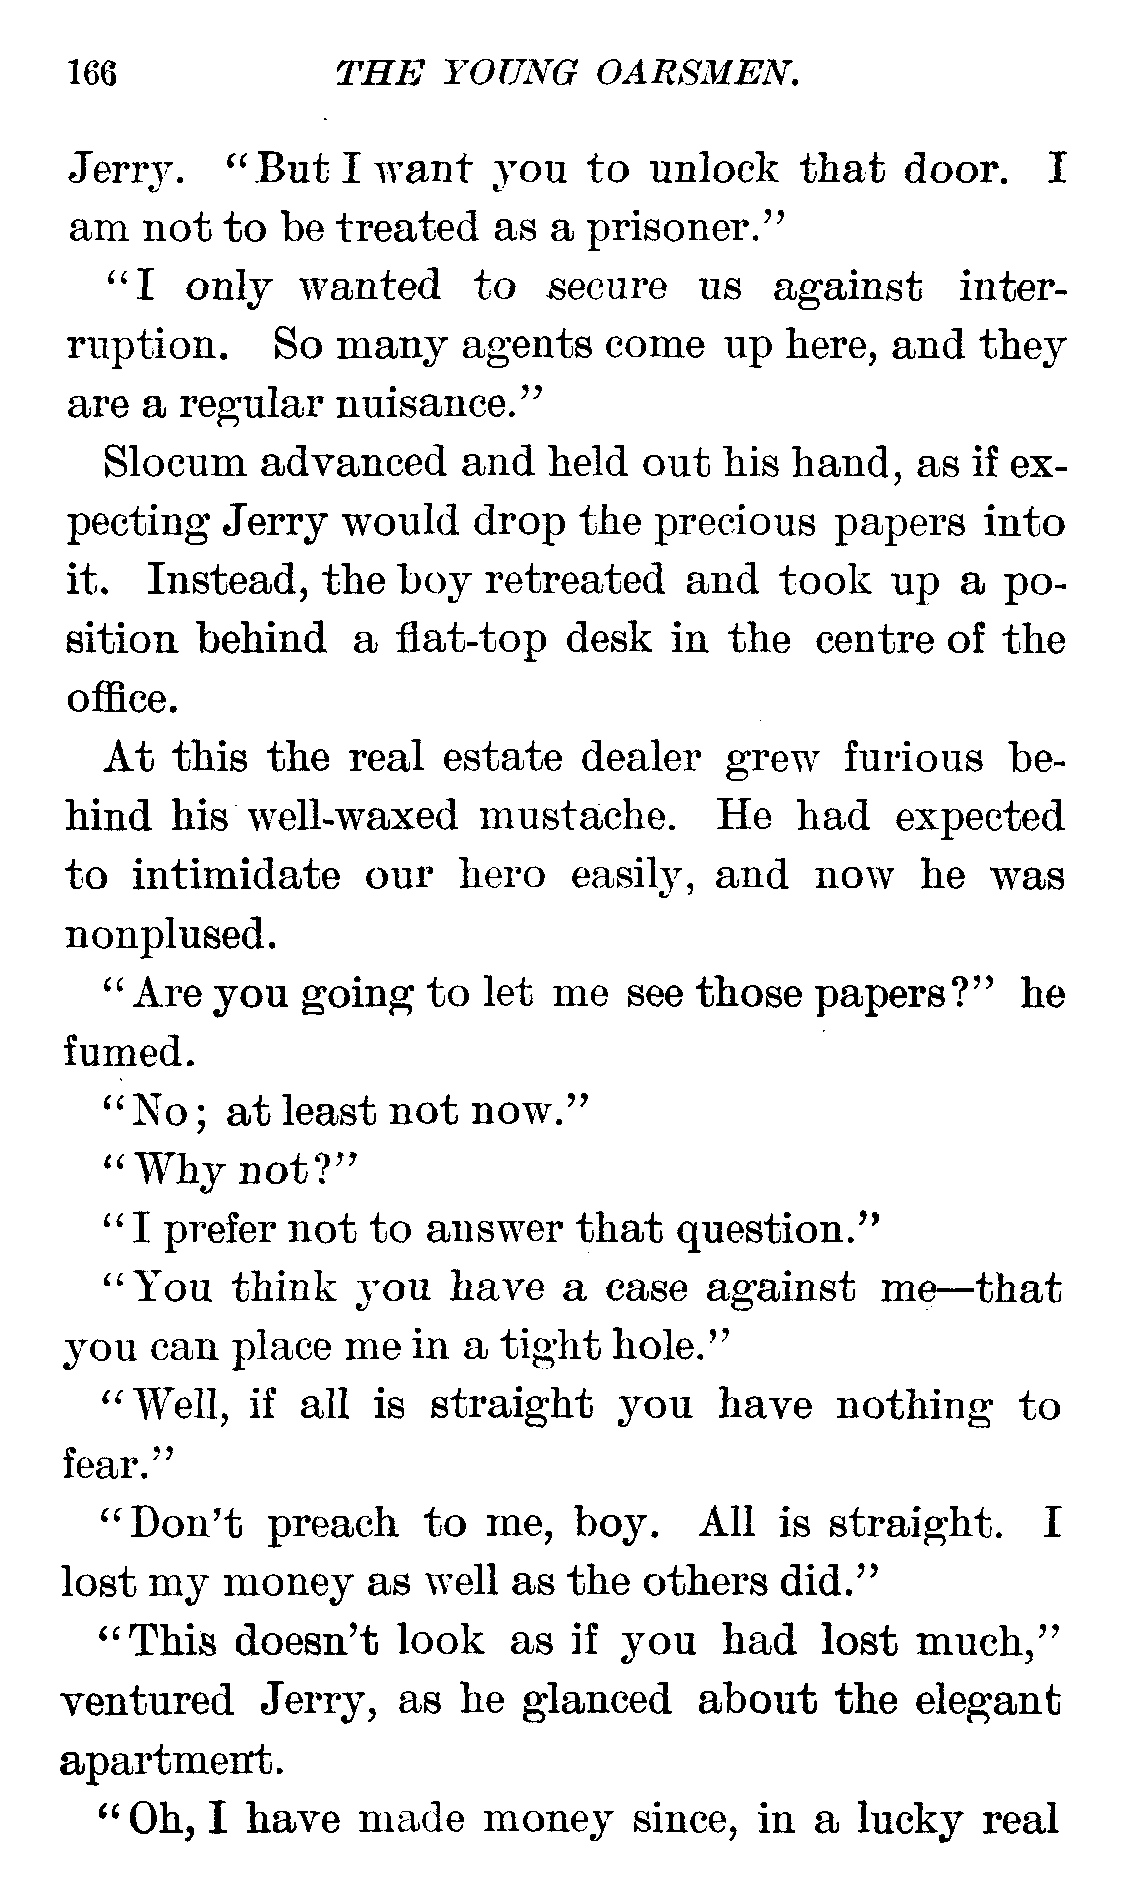 166 THE YOUNG OARSMEN.
Jerry. "But I want you to unlock that door. I
am not to be treated as a prisoner."
"I only wanted to secure us against inter-
ruption. So many agents come up here, and they
are a regular nuisance."
Slocum advanced and held out his hand, as if ex-
pecting Jerry would drop the precious papers into
it. Instead, the boy retreated and took up a po-
sition behind a flat-top desk in the centre of the
office.
At this the real estate dealer grew furious be-
hind his well-waxed mustache. He had expected
to intimidate our hero easily, and now he was
nonplused.
"Are you going to let me see those papers?" he
fumed.
"No; at least not now."
"Why not?"
"I prefer not to answer that question."
"You think you have a case against me—that
you can place me in a tight hole."
"Well, if all is straight you have nothing to
fear."
"Don't preach to me, boy. All is straight. I
lost my money as well as the others did."
"This doesn't look as if you had lost much,"
ventured Jerry, as he glanced about the elegant
apartment.
"Oh, I have made money since, in a lucky real